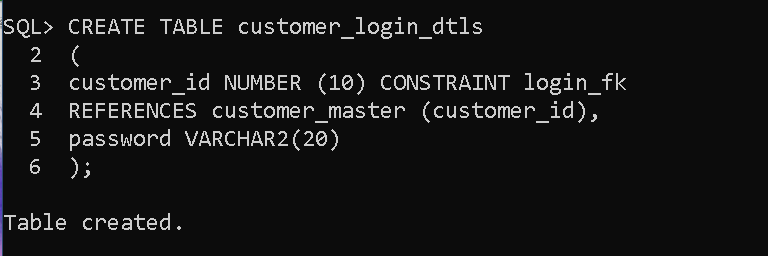 SQL> CREATE TABLE customer_login_dtls
2 (
3 customer_id NUMBER (10) CONSTRAINT login_fk
4 REFERENCES customer_master (customer_id),
5 password VARCHAR2(20)
6 );
Table created.